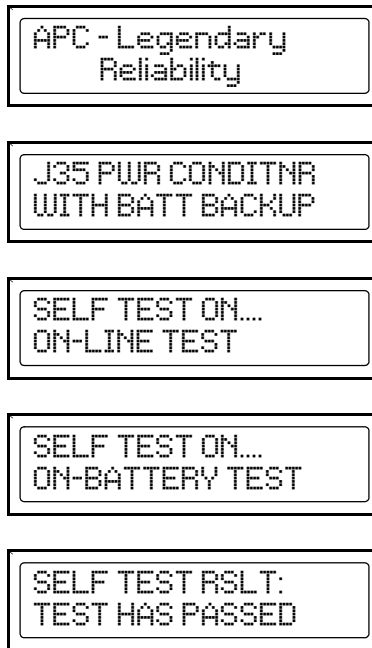 APC - Legendary
Reliability
J35 PWR CONDITNR
WITH BATT BACKUP
SELF TEST ON....
ON-LINE TEST
SELF TEST ON....
ON-BATTERY TEST
SELF TEST RSLT:
TEST HAS PASSED